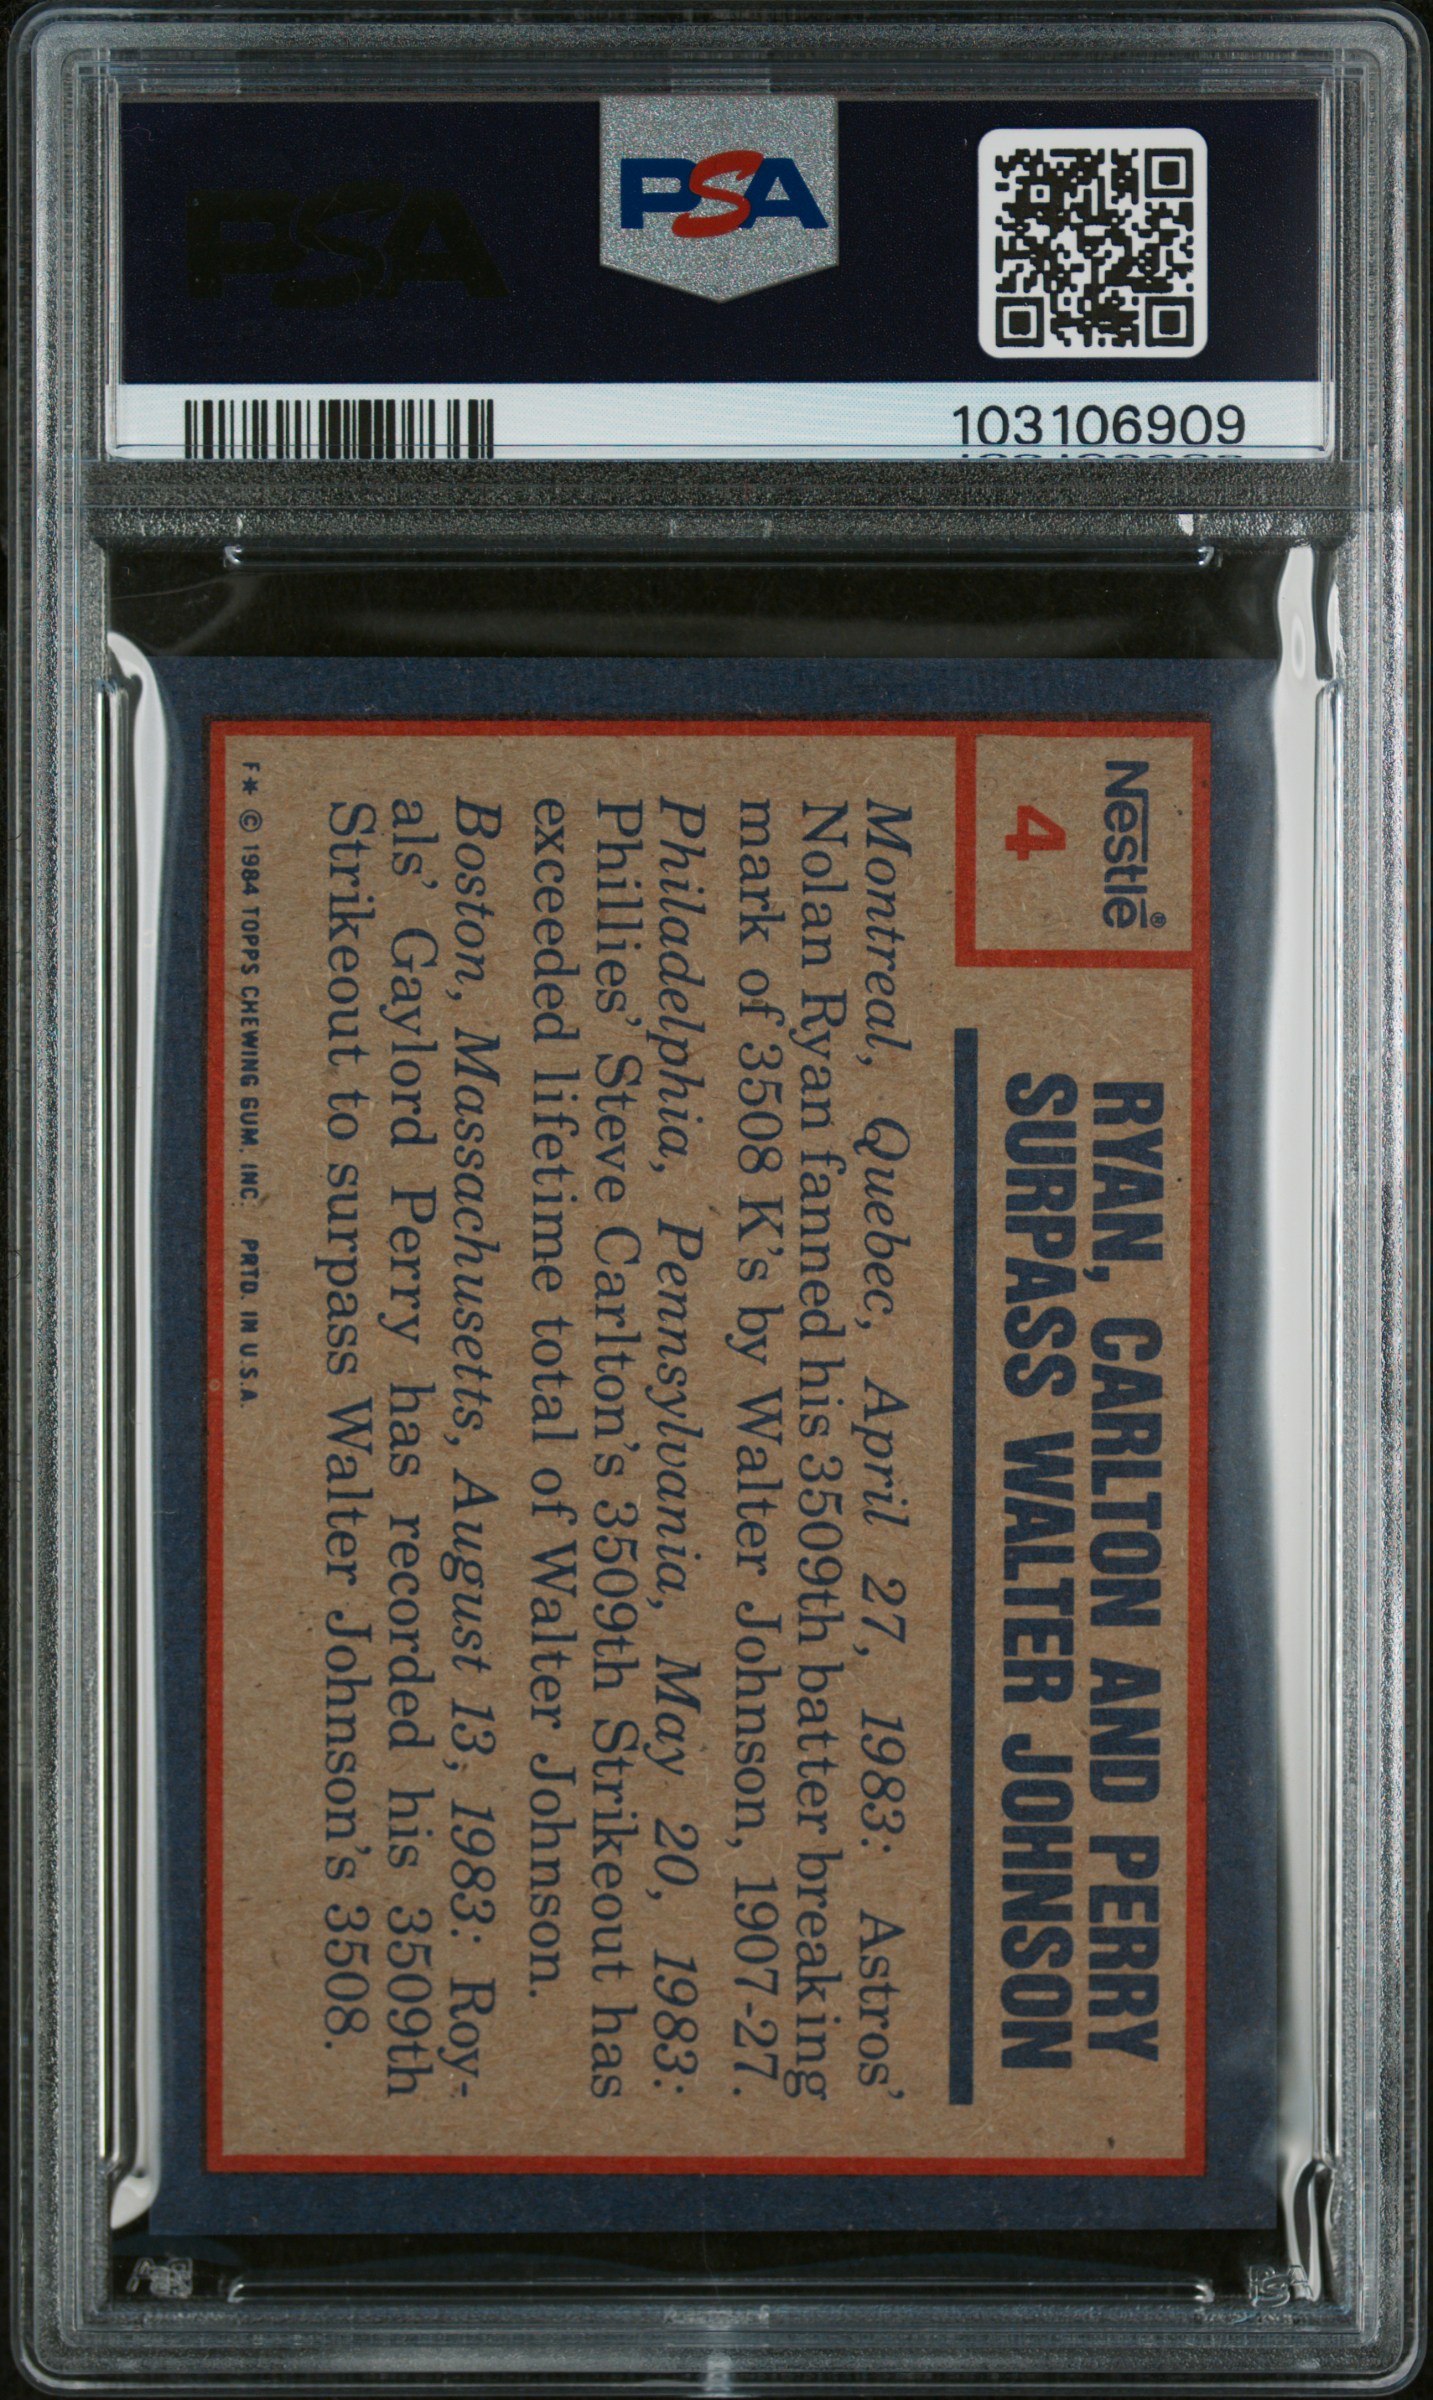 PSA
PSA
103106909
Nestlé®
4
RYAN, CARLTON AND PERRY
SURPASS WALTER JOHNSON
Montreal, Quebec, April 27, 1983: Astros'
Nolan Ryan fanned his 3509th batter breaking
mark of 3508 K's by Walter Johnson, 1907-27.
Philadelphia, Pennsylvania, May 20, 1983:
Phillies' Steve Carlton's 3509th Strikeout has
exceeded lifetime total of Walter Johnson.
Boston, Massachusetts, August 13, 1983: Roy-
als' Gaylord Perry has recorded his 3509th
Strikeout to surpass Walter Johnson's 3508.
F✶ © 1984 TOPPS CHEWING GUM, INC. PRTD. IN U.S.A.
PSA
PSA